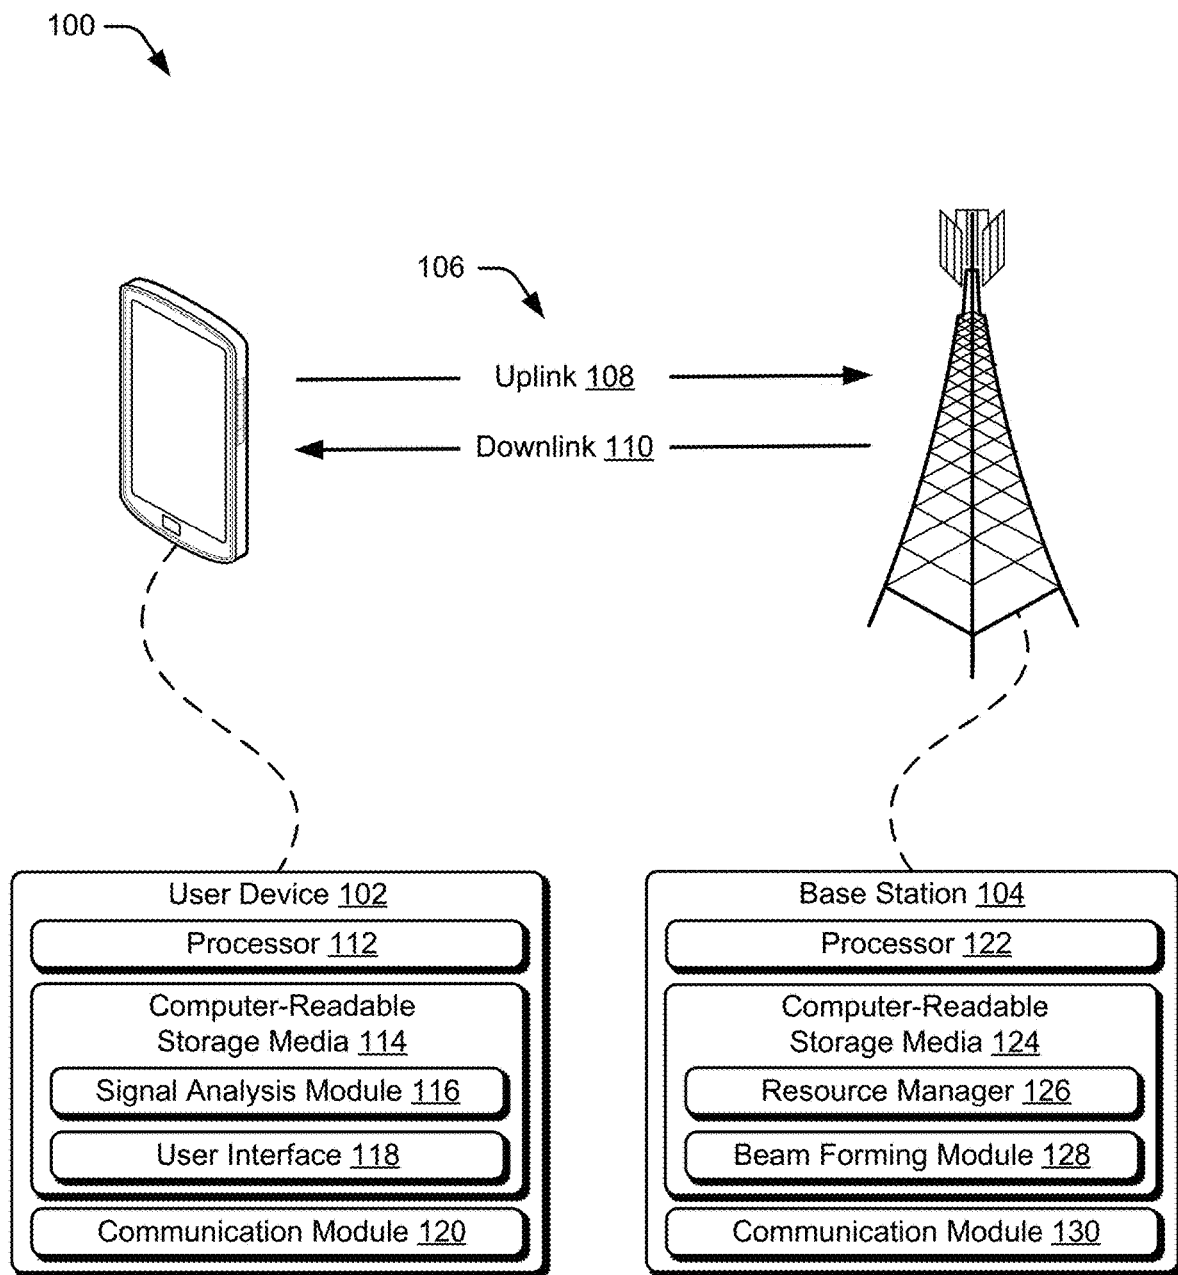 100
106
Uplink 108
Downlink 110
User Device 102
Processor 112
Computer-Readable
Storage Media 114
Signal Analysis Module 116
User Interface 118
Communication Module 120
Base Station 104
Processor 122
Computer-Readable
Storage Media 124
Resource Manager 126
Beam Forming Module 128
Communication Module 130